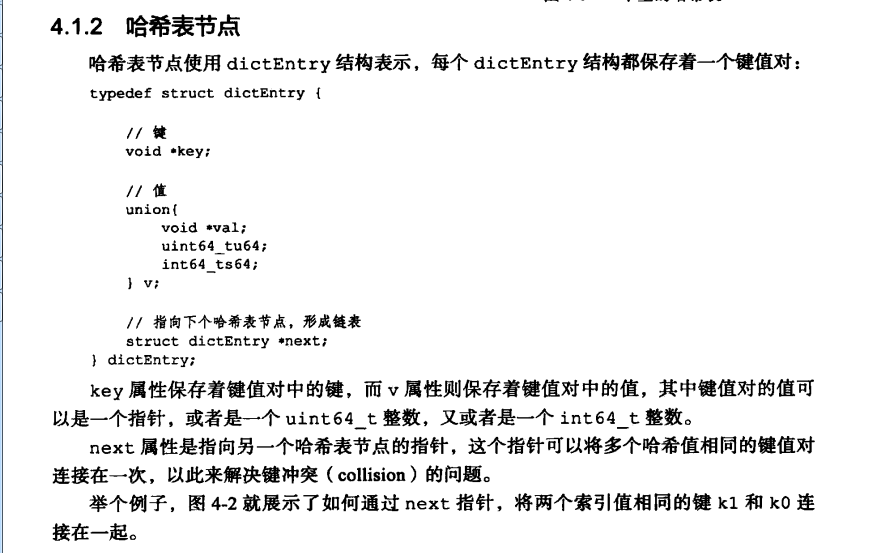 4.1.2 哈希表节点
哈希表节点使用 dictEntry 结构表示，每个 dictEntry 结构都保存着一个键值对：
typedef struct dictEntry {
// 键
void *key;
// 值
union{
void *val;
uint64_tu64;
int64_ts64;
} v;
// 指向下个哈希表节点，形成链表
struct dictEntry *next;
} dictEntry;
key 属性保存着键值对中的键，而 v 属性则保存着键值对中的值，其中键值对的值可
以是一个指针，或者是一个 uint64_t 整数，又或者是一个 int64_t 整数。
next 属性是指向另一个哈希表节点的指针，这个指针可以将多个哈希值相同的键值对
连接在一次，以此来解决键冲突（collision）的问题。
举个例子，图 4-2 就展示了如何通过 next 指针，将两个索引值相同的键 k1 和 k0 连
接在一起。